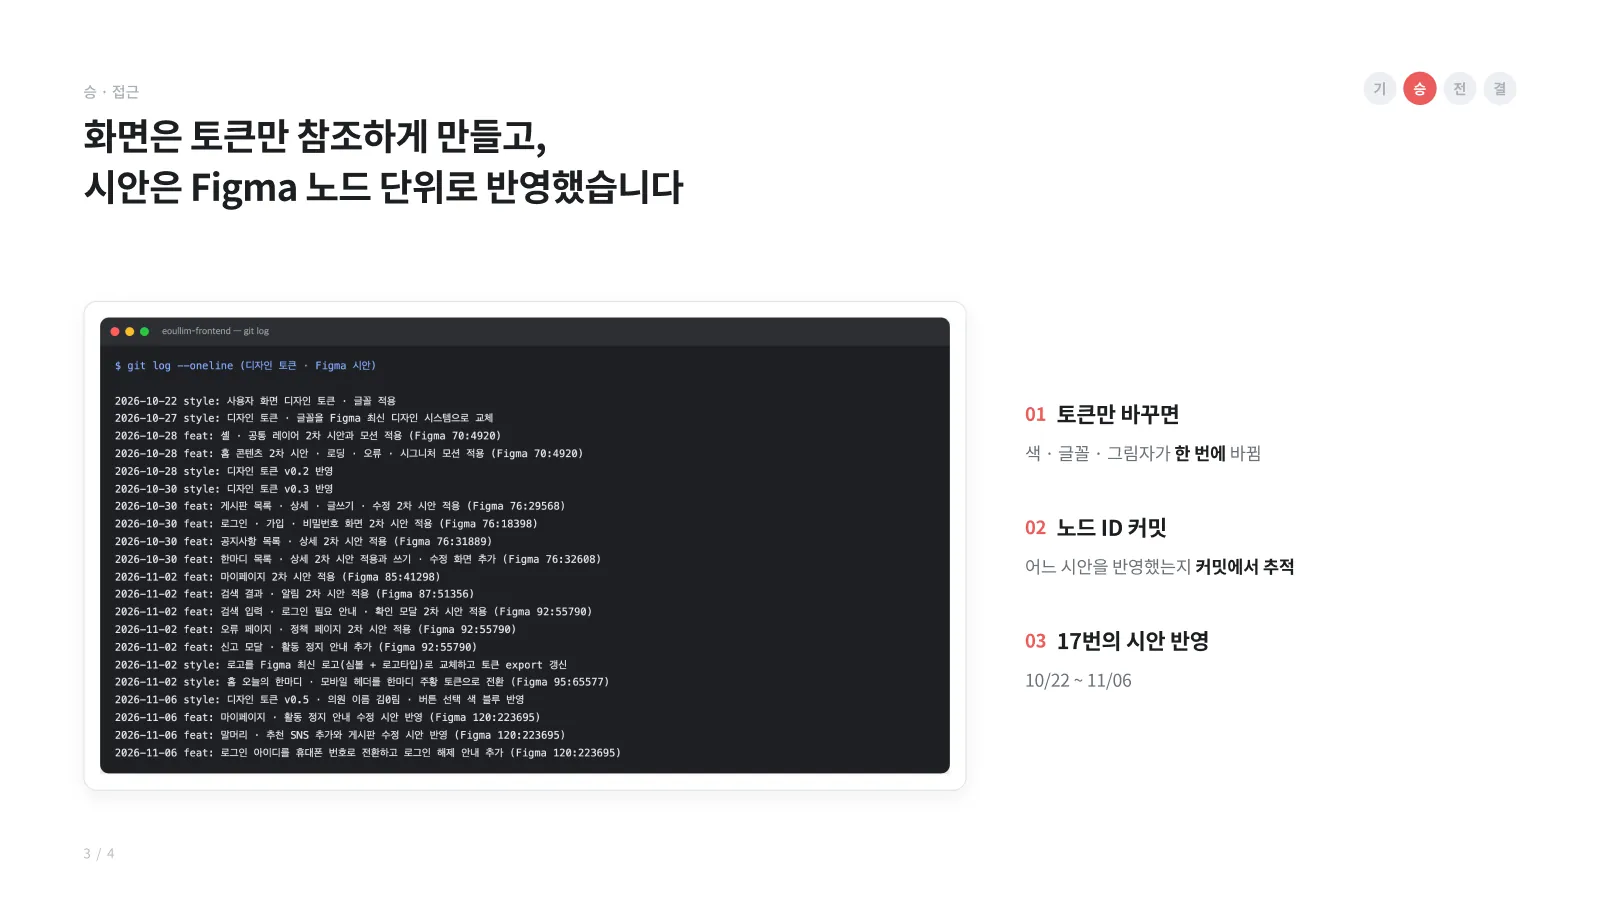 승 · 접근
기 승 전 결
화면은 토큰만 참조하게 만들고,
시안은 Figma 노드 단위로 반영했습니다
eoullim-frontend — git log
$ git log --oneline (디자인 토큰 · Figma 시안)
2026-10-22 style: 사용자 화면 디자인 토큰 · 글꼴 적용
2026-10-27 style: 디자인 토큰 · 글꼴을 Figma 최신 디자인 시스템으로 교체
2026-10-28 feat: 셸 · 공통 레이어 2차 시안과 모션 적용 (Figma 70:4920)
2026-10-28 feat: 홈 콘텐츠 2차 시안 · 로딩 · 오류 · 시그니처 모션 적용 (Figma 70:4920)
2026-10-28 style: 디자인 토큰 v0.2 반영
2026-10-30 style: 디자인 토큰 v0.3 반영
2026-10-30 feat: 게시판 목록 · 상세 · 글쓰기 · 수정 2차 시안 적용 (Figma 76:29568)
2026-10-30 feat: 로그인 · 가입 · 비밀번호 화면 2차 시안 적용 (Figma 76:18398)
2026-10-30 feat: 공지사항 목록 · 상세 2차 시안 적용 (Figma 76:31889)
2026-10-30 feat: 한마디 목록 · 상세 2차 시안 적용과 쓰기 · 수정 화면 추가 (Figma 76:32608)
2026-11-02 feat: 마이페이지 2차 시안 적용 (Figma 85:41298)
2026-11-02 feat: 검색 결과 · 알림 2차 시안 적용 (Figma 87:51356)
2026-11-02 feat: 검색 입력 · 로그인 필요 안내 · 확인 모달 2차 시안 적용 (Figma 92:55790)
2026-11-02 feat: 오류 페이지 · 정책 페이지 2차 시안 적용 (Figma 92:55790)
2026-11-02 feat: 신고 모달 · 활동 정지 안내 추가 (Figma 92:55790)
2026-11-02 style: 로고를 Figma 최신 로고(심볼 + 로고타입)로 교체하고 토큰 export 갱신
2026-11-02 style: 홈 오늘의 한마디 · 모바일 헤더를 한마디 주황 토큰으로 전환 (Figma 95:65577)
2026-11-06 style: 디자인 토큰 v0.5 · 의원 이름 김0림 · 버튼 선택 색 블루 반영
2026-11-06 feat: 마이페이지 · 활동 정지 안내 수정 시안 반영 (Figma 120:223695)
2026-11-06 feat: 말머리 · 추천 SNS 추가와 게시판 수정 시안 반영 (Figma 120:223695)
2026-11-06 feat: 로그인 아이디를 휴대폰 번호로 전환하고 로그인 해제 안내 추가 (Figma 120:223695)
01 토큰만 바꾸면
색 · 글꼴 · 그림자가 한 번에 바뀜
02 노드 ID 커밋
어느 시안을 반영했는지 커밋에서 추적
03 17번의 시안 반영
10/22 ~ 11/06
3 / 4